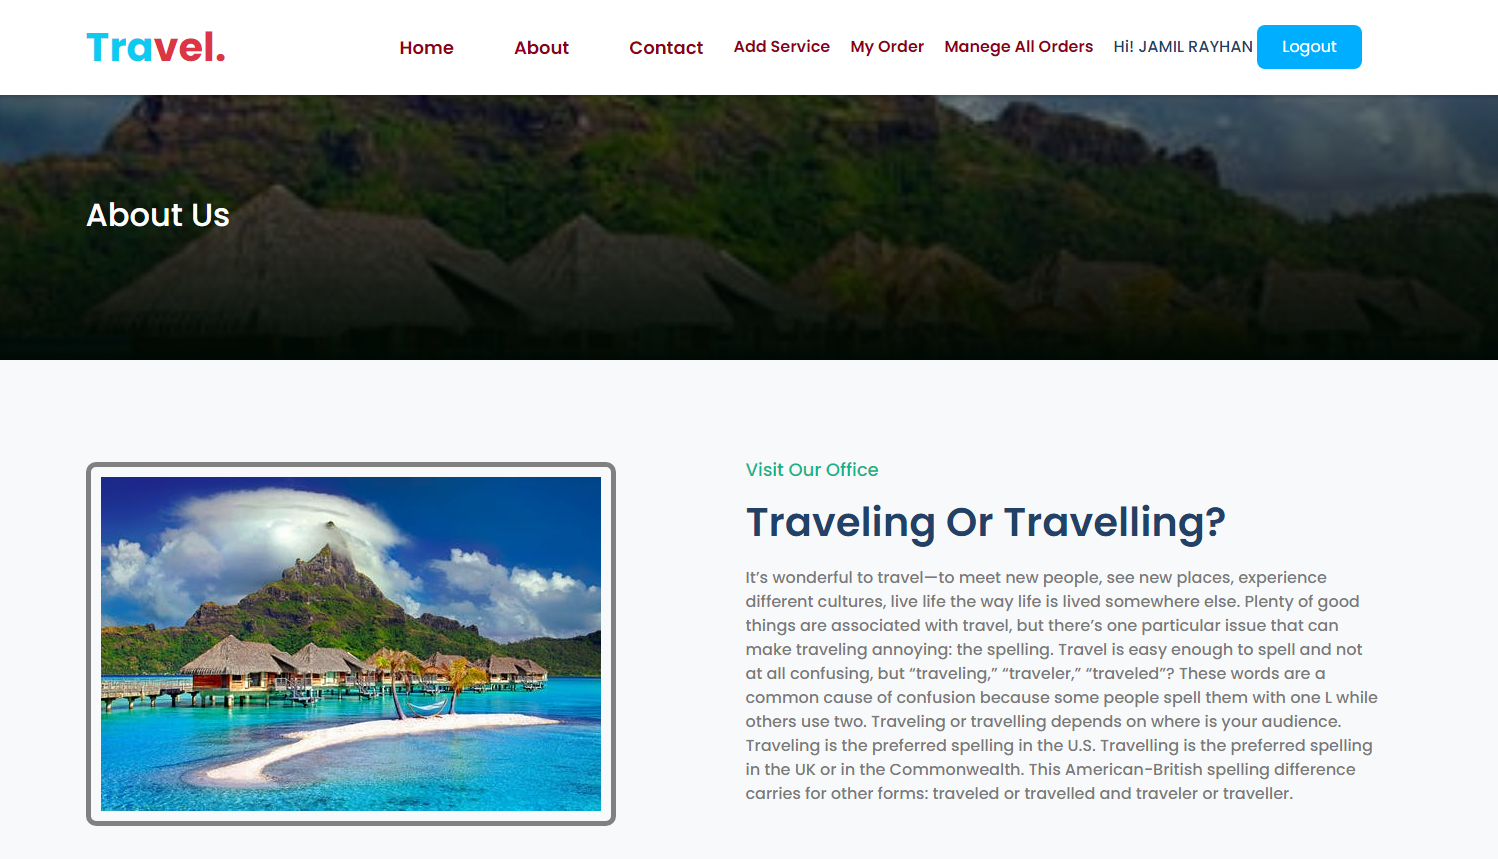 Travel.
Home About Contact Add Service My Order Manege All Orders Hi! JAMIL RAYHAN Logout
About Us
Visit Our Office
Traveling Or Travelling?
It’s wonderful to travel—to meet new people, see new places, experience
different cultures, live life the way life is lived somewhere else. Plenty of good
things are associated with travel, but there’s one particular issue that can
make traveling annoying: the spelling. Travel is easy enough to spell and not
at all confusing, but “traveling,” “traveler,” “traveled”? These words are a
common cause of confusion because some people spell them with one L while
others use two. Traveling or travelling depends on where is your audience.
Traveling is the preferred spelling in the U.S. Travelling is the preferred spelling
in the UK or in the Commonwealth. This American-British spelling difference
carries for other forms: traveled or travelled and traveler or traveller.